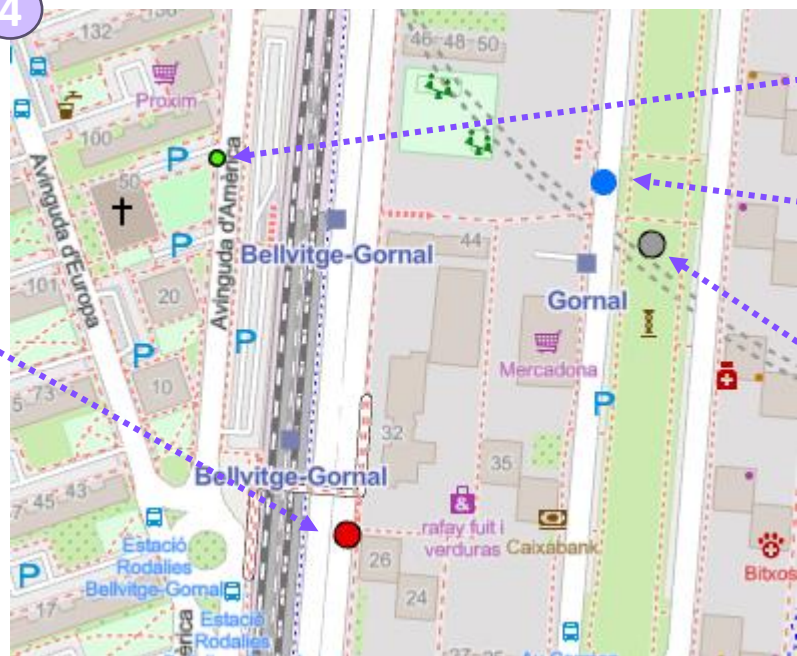 4
132
136
46 48 50
Proxim
100
50
Avinguda d'Amèrica
Avinguda d'Europa
P
P
Bellvitge-Gornal
44
101
20
Gornal
P
P
Mercadona
10
P
73
32
35
Bellvitge-Gornal
45 43
rafay fuit i
verduras
Caixabank
Estació
Rodalies
Bellvitge-Gornal
26
P
Bitxos
24
17
Estació
Rodalies